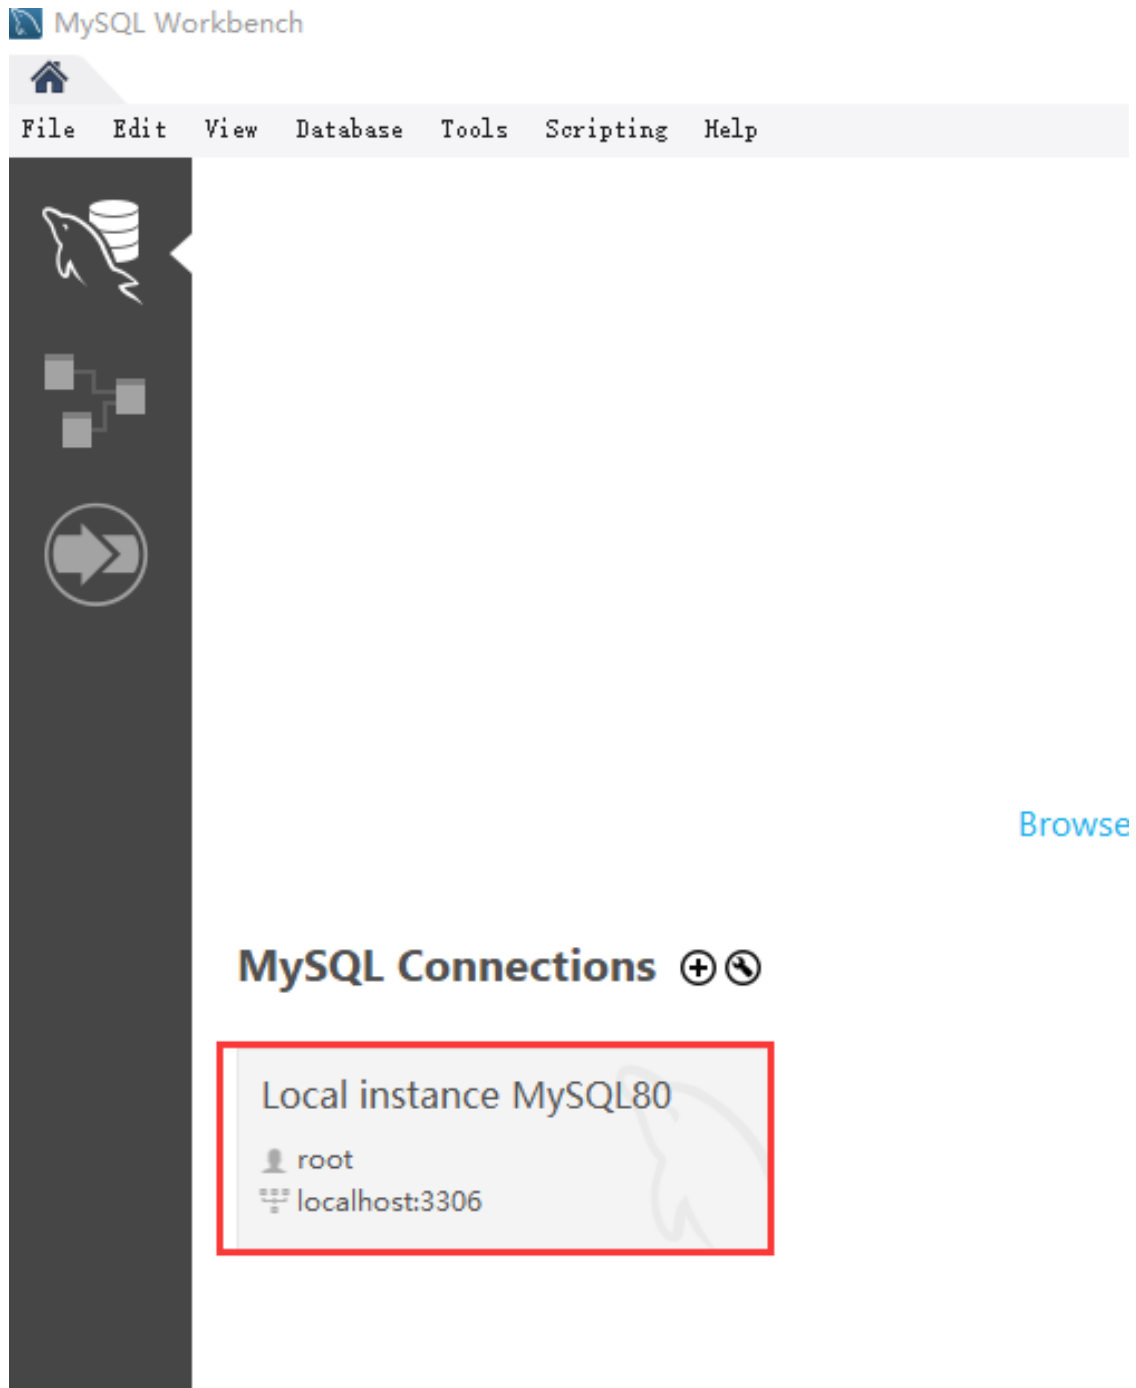 MySQL Workbench
File Edit View Database Tools Scripting Help
Browse
MySQL Connections
Local instance MySQL80
root
localhost:3306